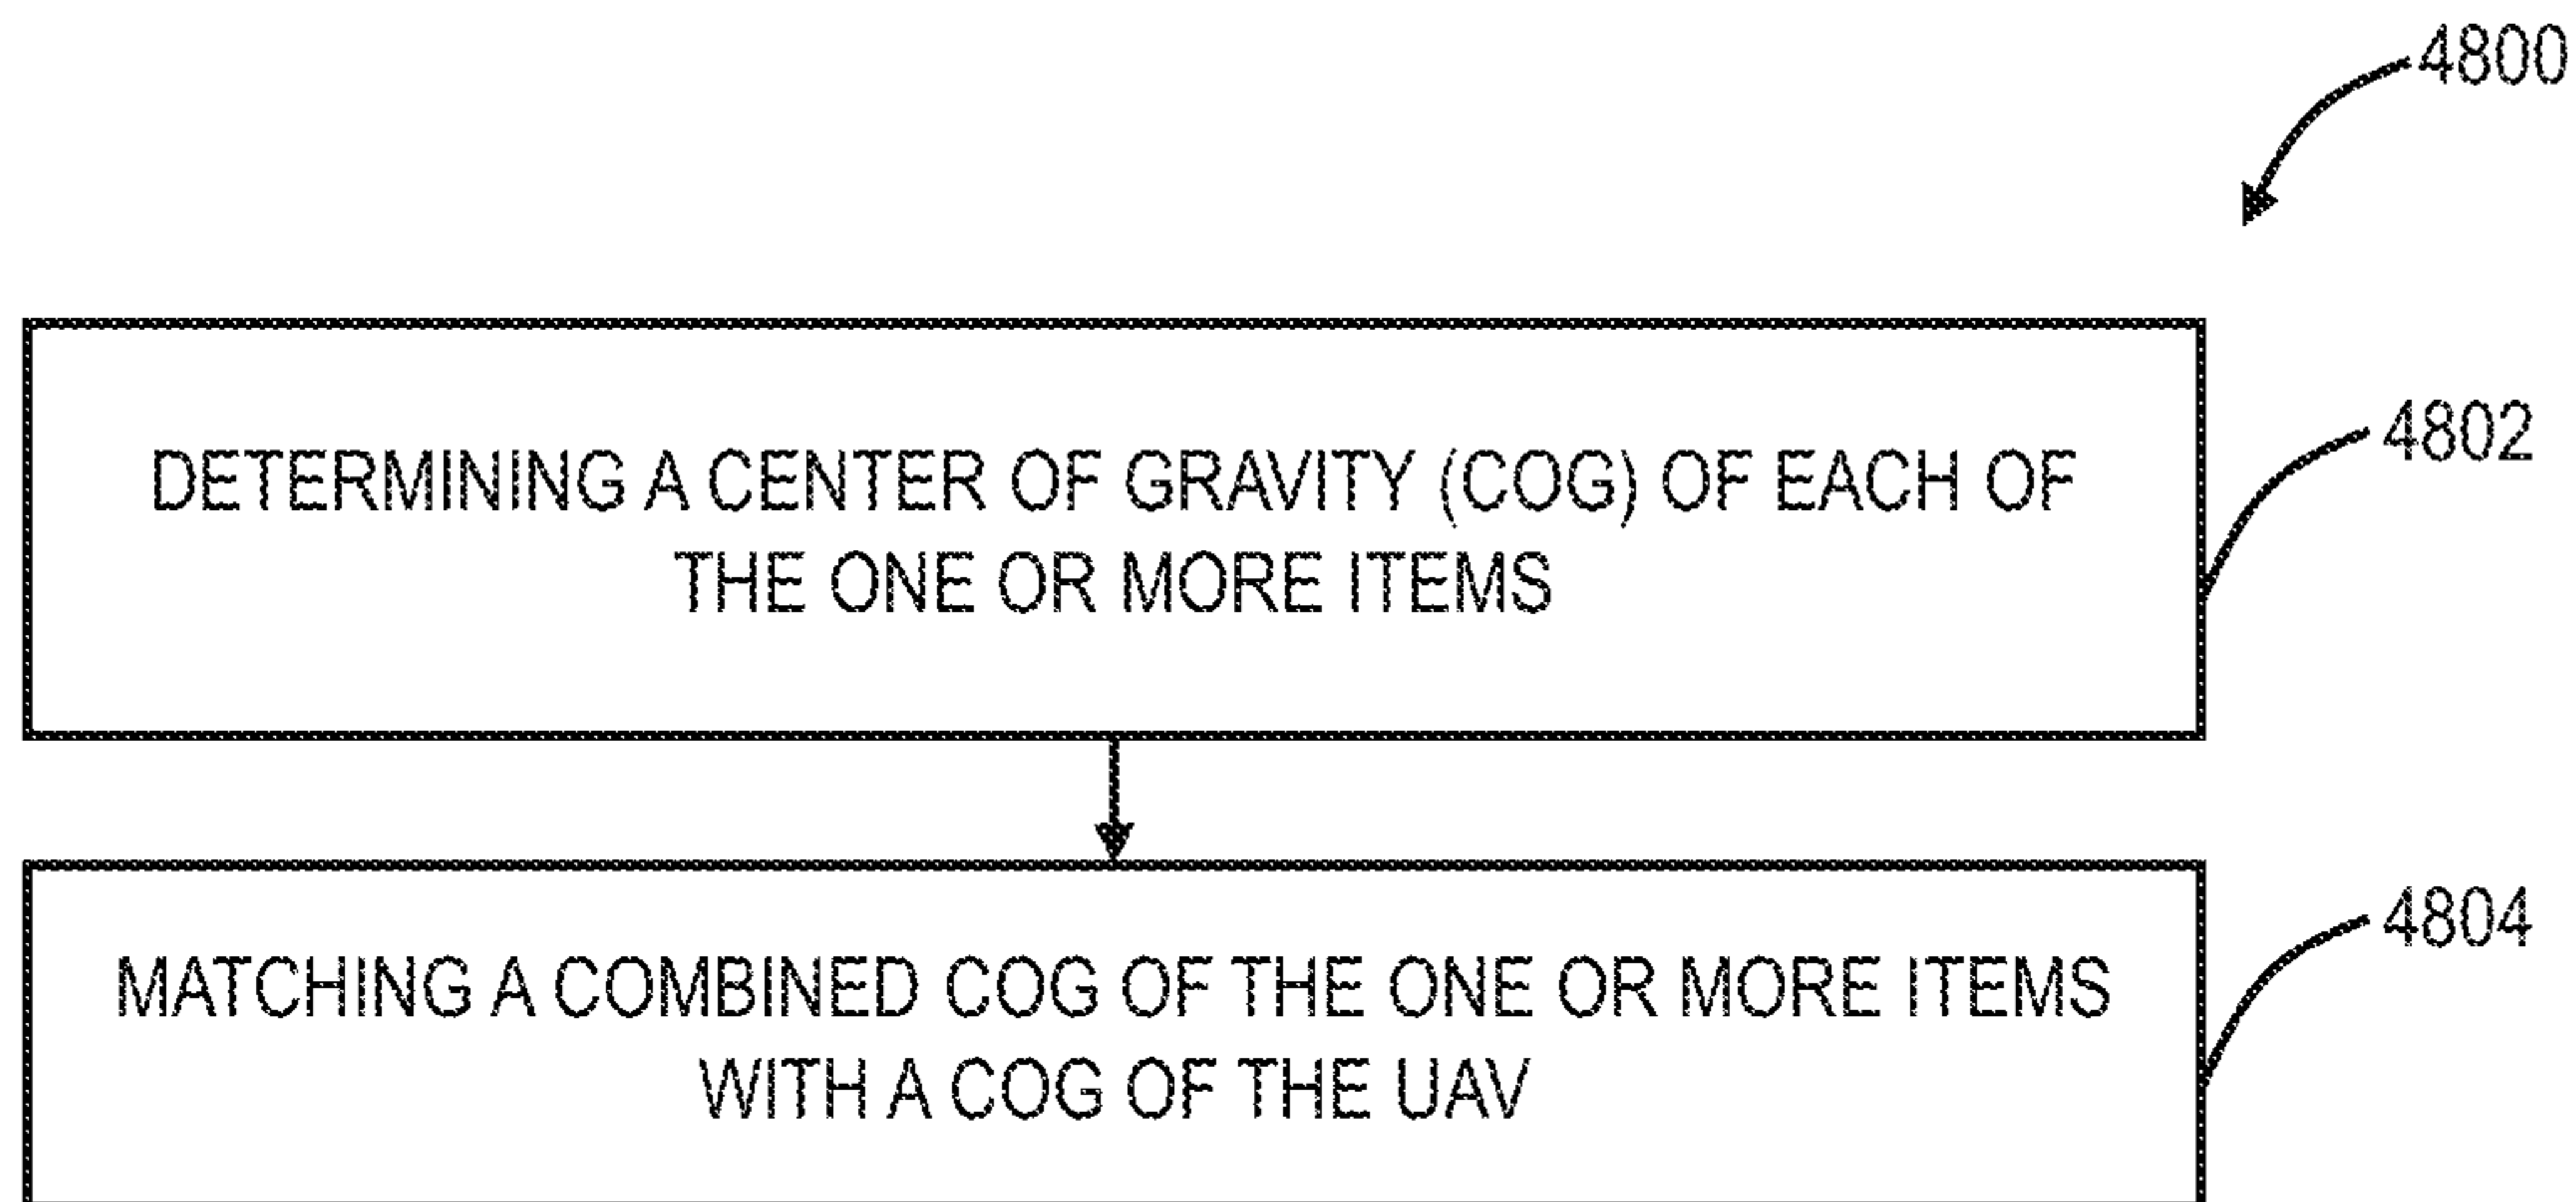 4800
DETERMINING A CENTER OF GRAVITY (COG) OF EACH OF
THE ONE OR MORE ITEMS
4802
MATCHING A COMBINED COG OF THE ONE OR MORE ITEMS
WITH A COG OF THE UAV
4804